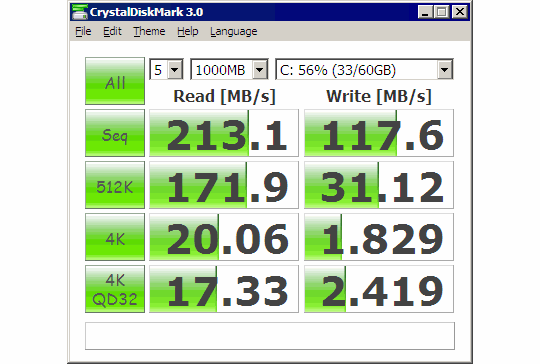 CrystalDiskMark 3.0
File Edit Theme Help Language
All 5 1000MB C: 56% (33/60GB)
Read [MB/s] Write [MB/s]
Seq 213.1 117.6
512K 171.9 31.12
4K 20.06 1.829
4K QD32 17.33 2.419